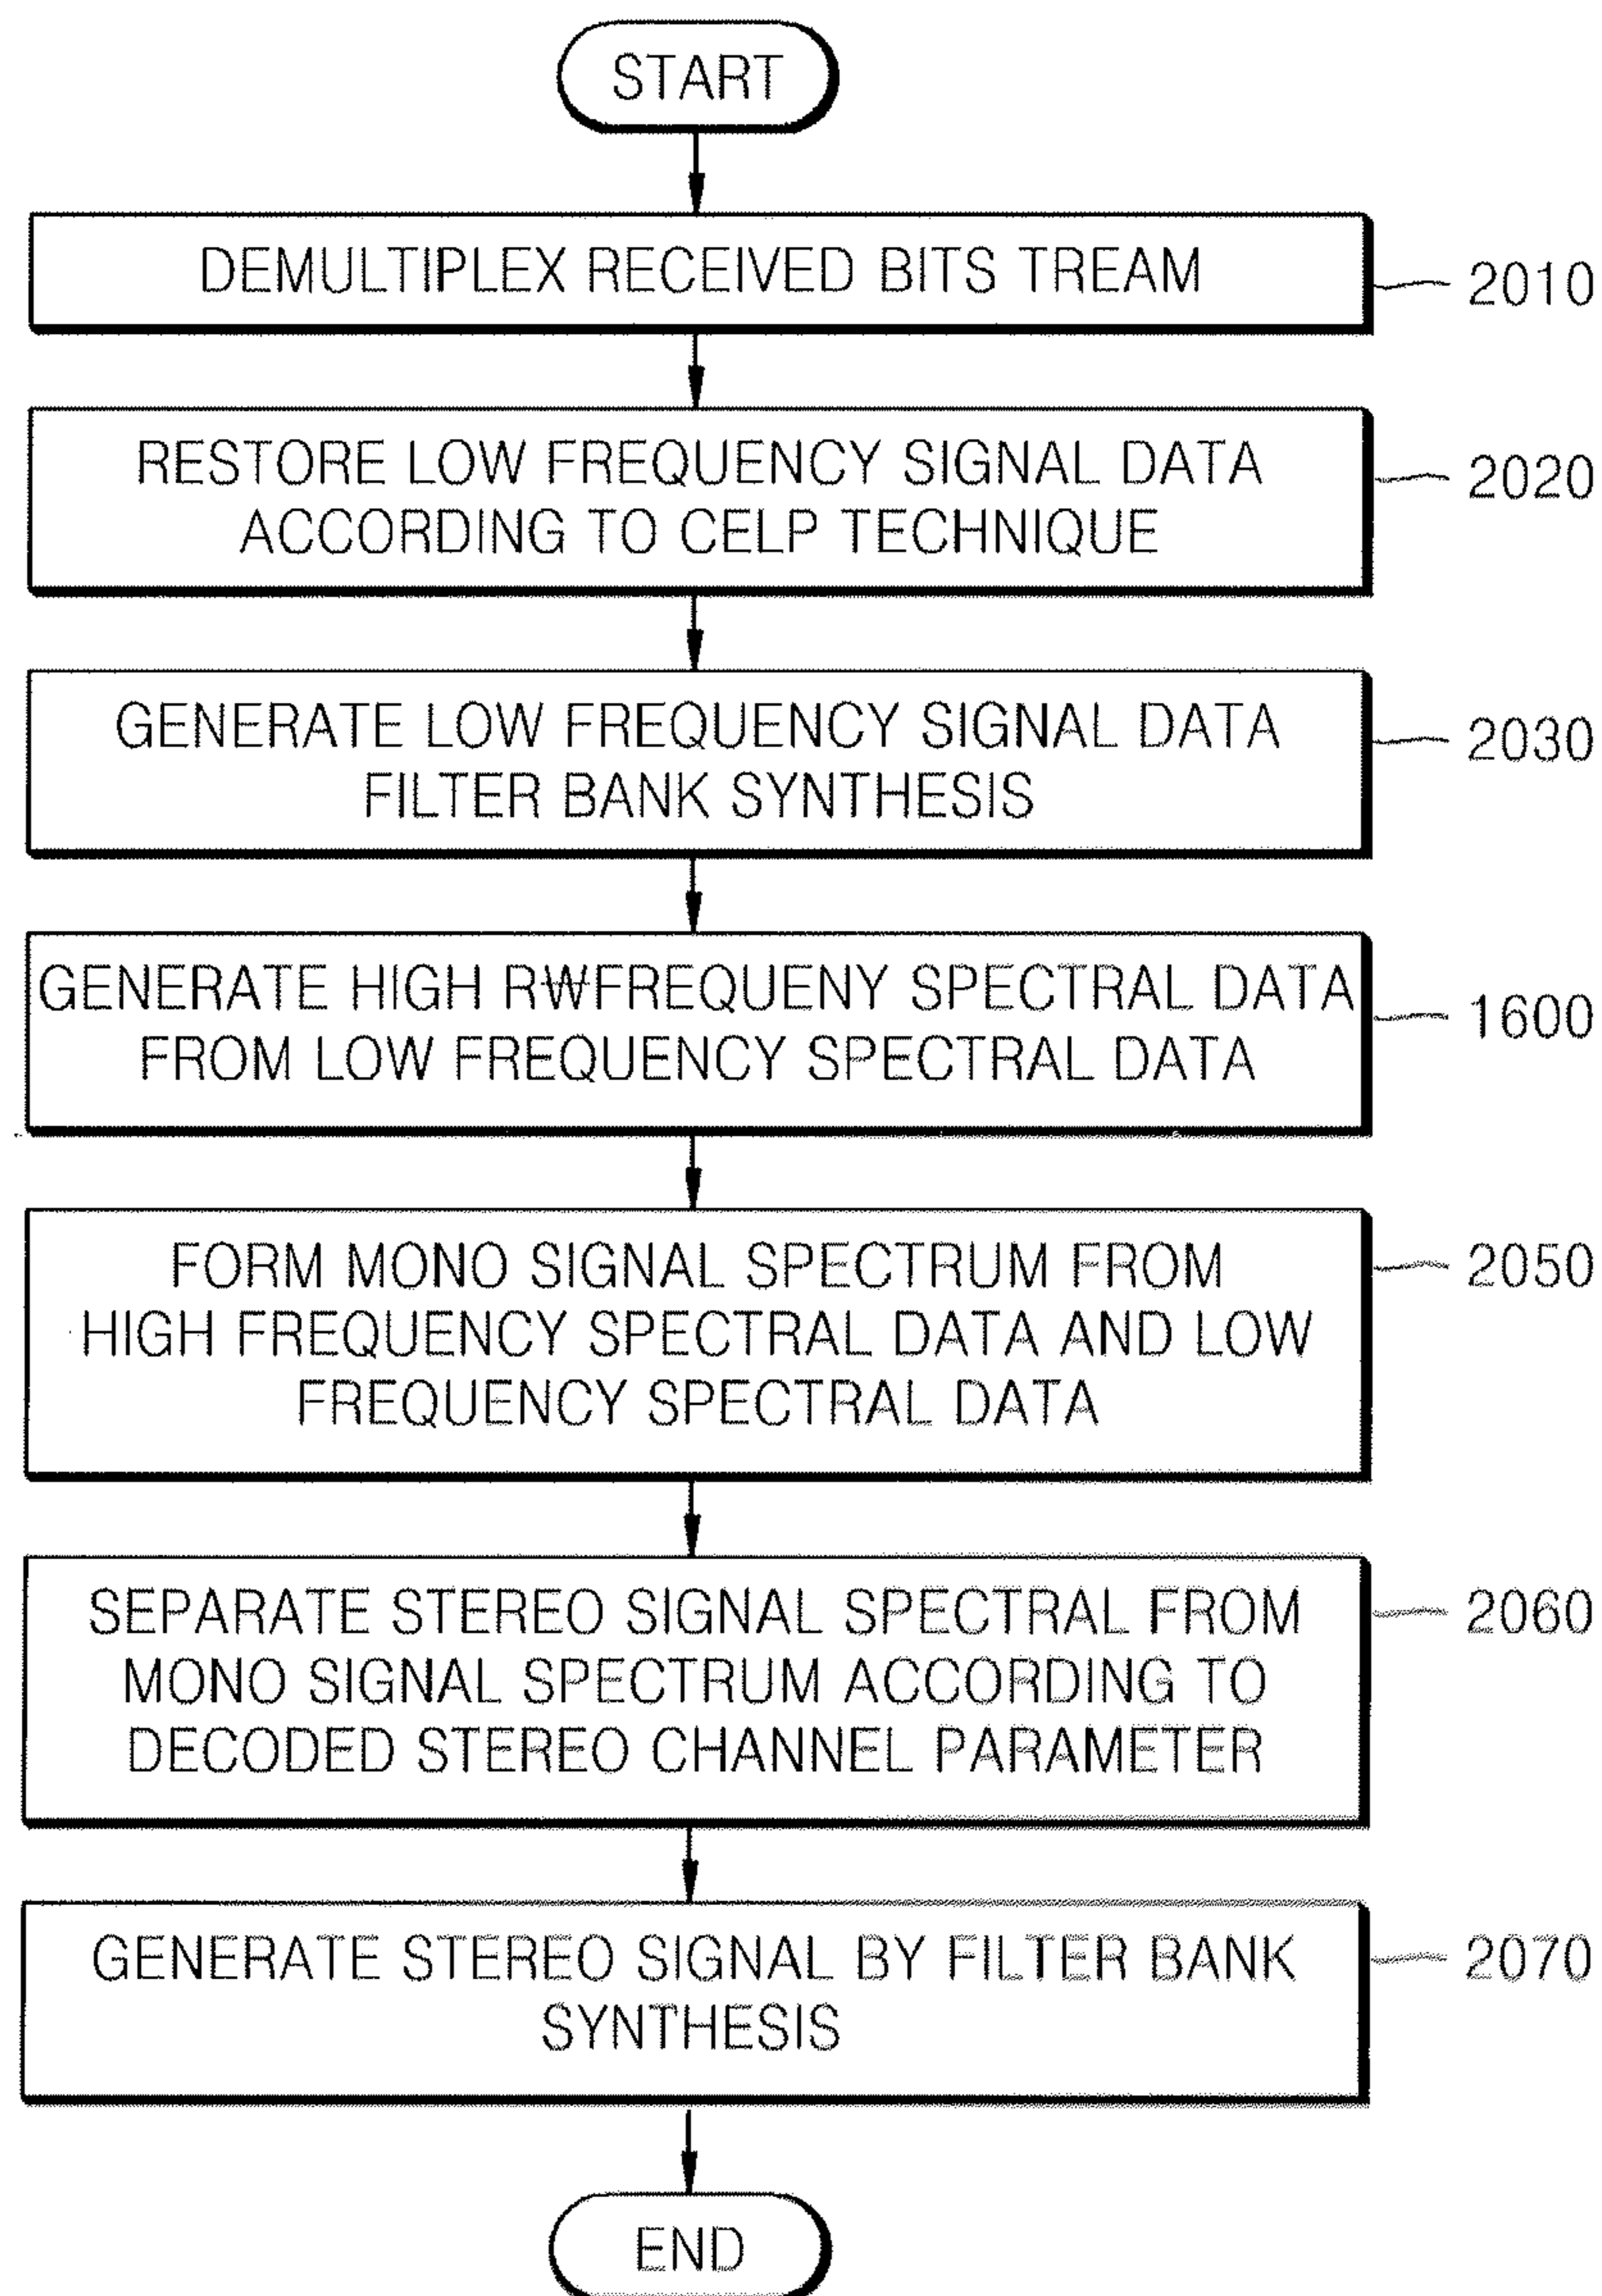 START
DEMULTIPLEX RECEIVED BITS TREAM
2010
RESTORE LOW FREQUENCY SIGNAL DATA
ACCORDING TO CELP TECHNIQUE
2020
GENERATE LOW FREQUENCY SIGNAL DATA
FILTER BANK SYNTHESIS
2030
GENERATE HIGH R₩FREQUENY SPECTRAL DATA
FROM LOW FREQUENCY SPECTRAL DATA
1600
FORM MONO SIGNAL SPECTRUM FROM
HIGH FREQUENCY SPECTRAL DATA AND LOW
FREQUENCY SPECTRAL DATA
2050
SEPARATE STEREO SIGNAL SPECTRAL FROM
MONO SIGNAL SPECTRUM ACCORDING TO
DECODED STEREO CHANNEL PARAMETER
2060
GENERATE STEREO SIGNAL BY FILTER BANK
SYNTHESIS
2070
END